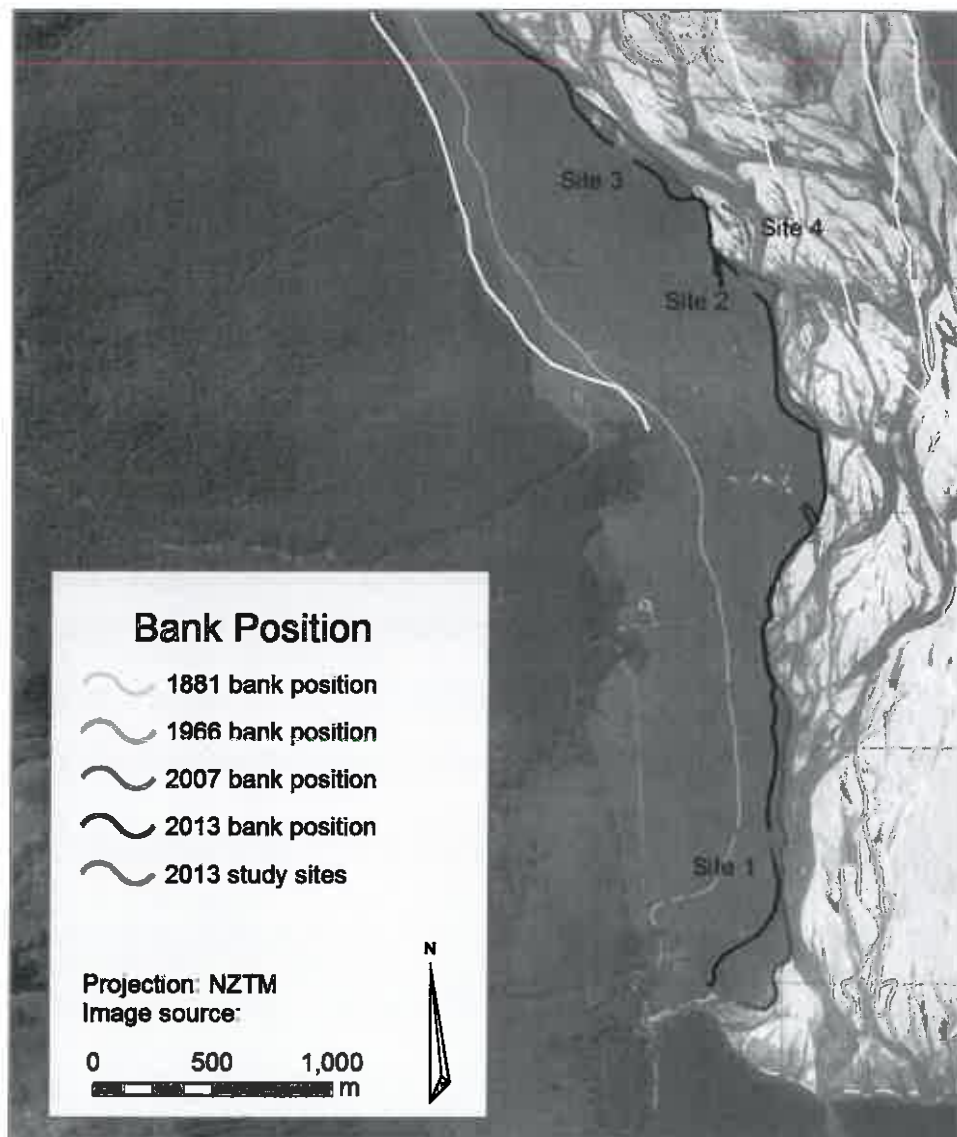 Site 3
Site 4
Site 2
Site 1
Bank Position
1881 bank position
1966 bank position
2007 bank position
2013 bank position
2013 study sites
N
Projection: NZTM
Image source:
0 500 1,000
m